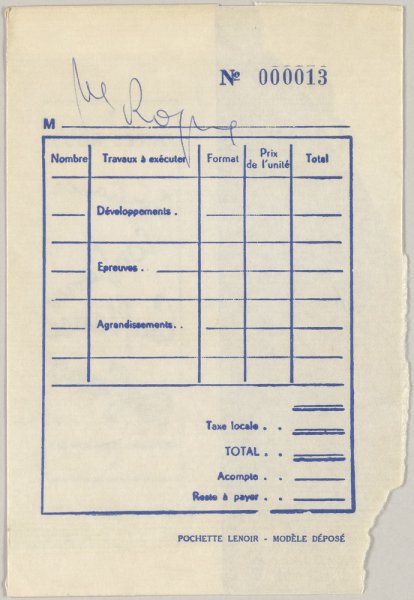 Nº 000013
M
Nombre Travaux à exécuter Format Prix de l'unité Total
Développements .
Epreuves .
Agrandissements . .
Taxe locale . .
TOTAL . .
Acompte . .
Reste à payer . .
POCHETTE LENOIR - MODÈLE DÉPOSÉ